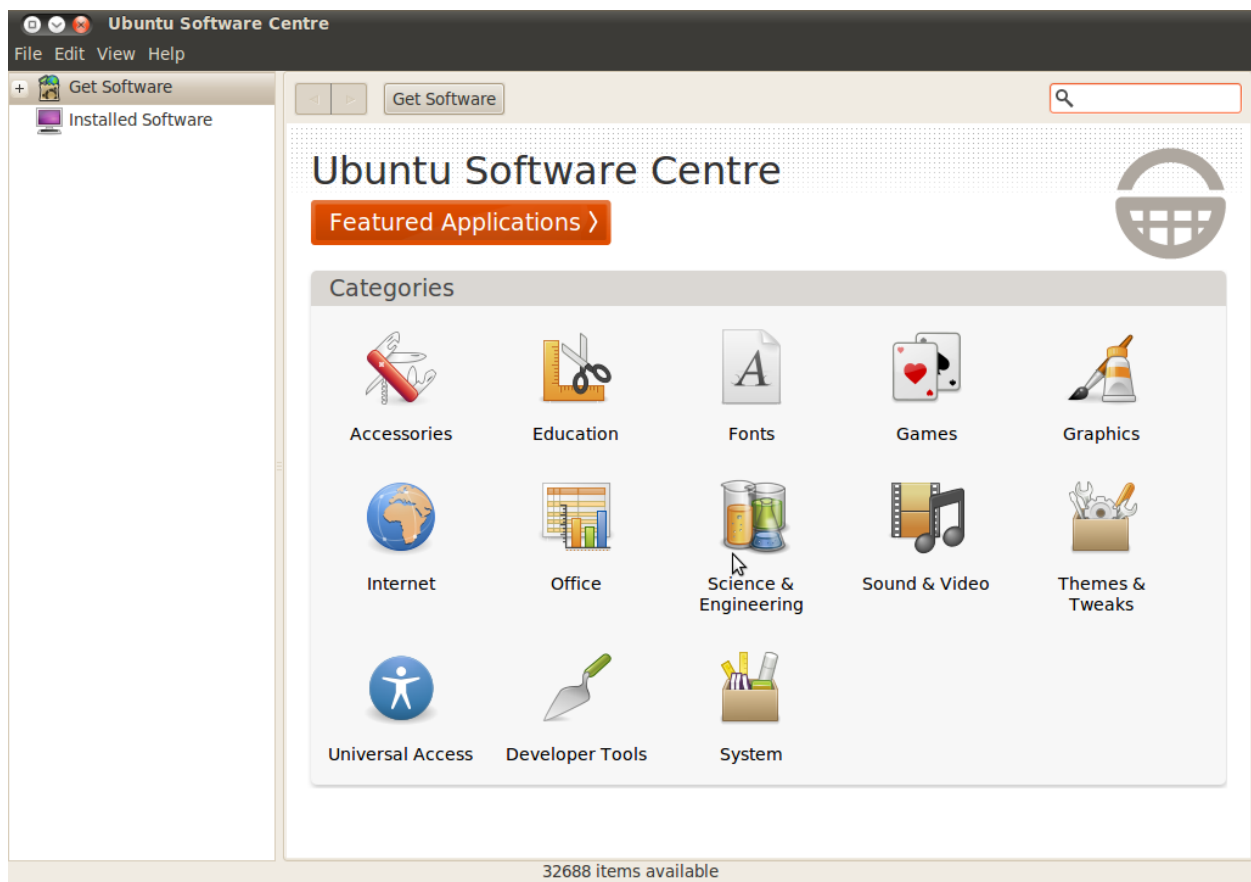 Ubuntu Software Centre
File Edit View Help
Get Software
Installed Software
Get Software
Ubuntu Software Centre
Featured Applications >
Categories
Accessories Education Fonts Games Graphics
Internet Office Science & Sound & Video Themes &
Engineering Tweaks
Universal Access Developer Tools System
32688 items available